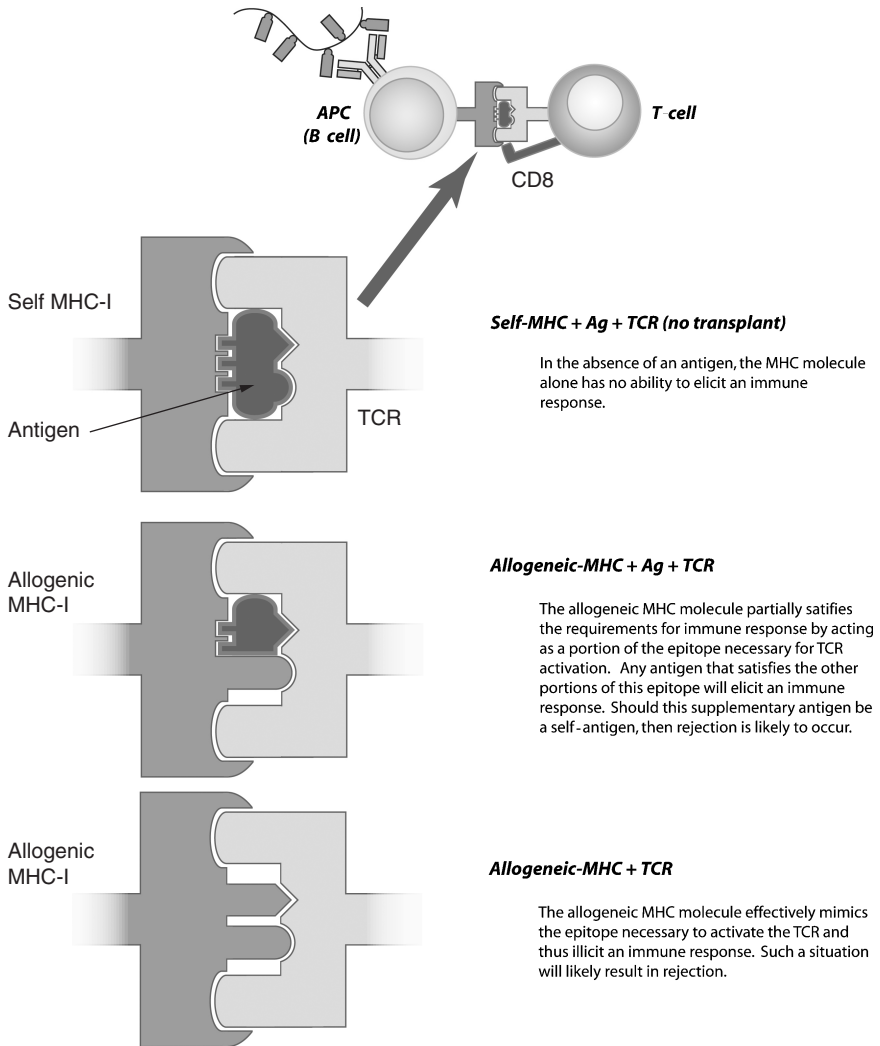 APC
(B cell)
T-cell
CD8
Self MHC-I
Antigen
TCR
Self-MHC + Ag + TCR (no transplant)
In the absence of an antigen, the MHC molecule
alone has no ability to elicit an immune
response.
Allogenic
MHC-I
Allogeneic-MHC + Ag + TCR
The allogeneic MHC molecule partially satifies
the requirements for immune response by acting
as a portion of the epitope necessary for TCR
activation. Any antigen that satisfies the other
portions of this epitope will elicit an immune
response. Should this supplementary antigen be
a self-antigen, then rejection is likely to occur.
Allogenic
MHC-I
Allogeneic-MHC + TCR
The allogeneic MHC molecule effectively mimics
the epitope necessary to activate the TCR and
thus illicit an immune response. Such a situation
will likely result in rejection.